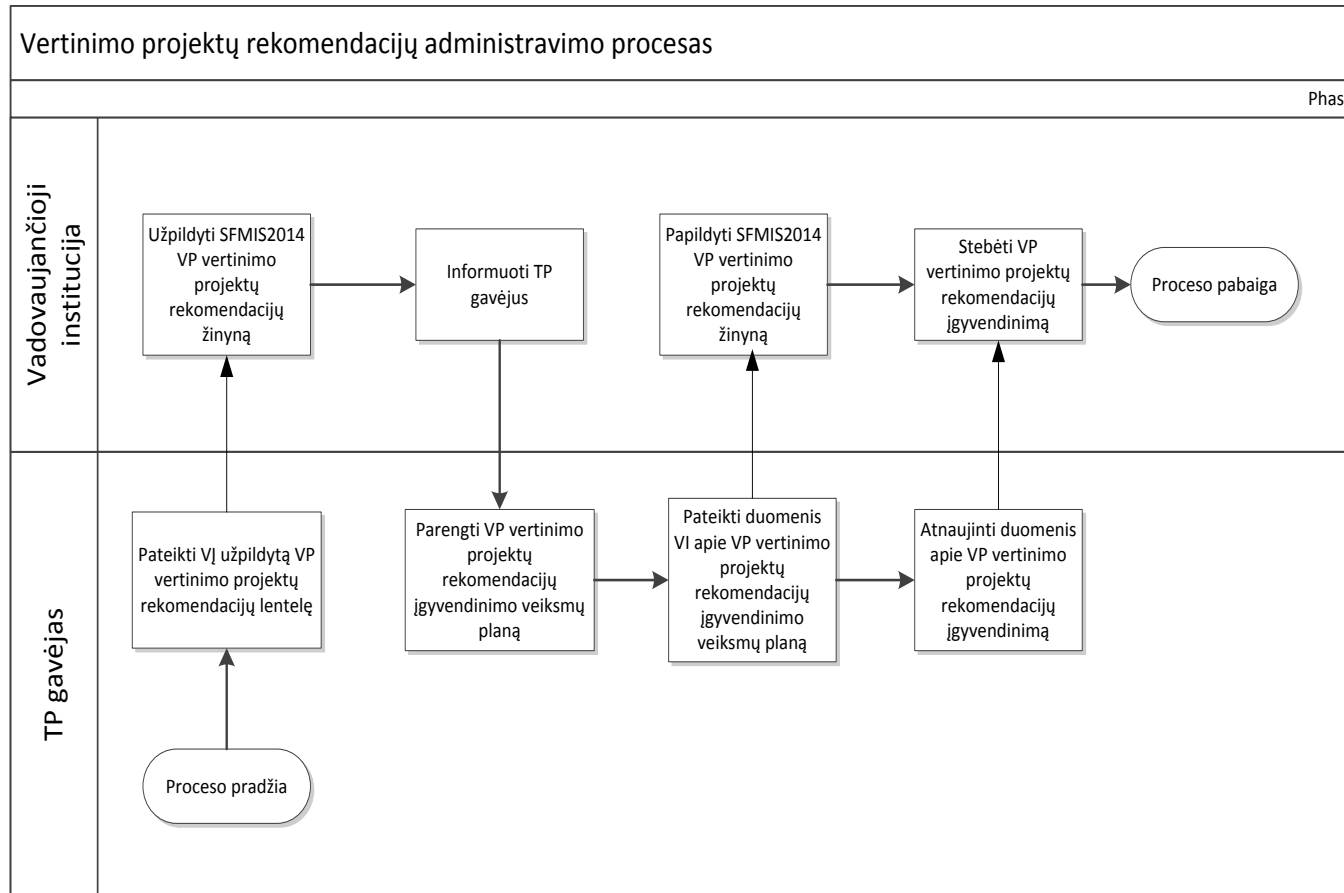 Vertinimo projektų rekomendacijų administravimo procesas
Phas
Vadovaujančioji
institucija
Užpildyti SFMIS2014
VP vertinimo
projektų
rekomendacijų
žinyną
Informuoti TP
gavėjus
Papildyti SFMIS2014
VP vertinimo
projektų
rekomendacijų
žinyną
Stebėti VP
vertinimo projektų
rekomendacijų
įgyvendinimą
Proceso pabaiga
TP gavėjas
Pateikti VĮ užpildytą VP
vertinimo projektų
rekomendacijų lentelę
Parengti VP vertinimo
projektų
rekomendacijų
įgyvendinimo veiksmų
planą
Pateikti duomenis
VI apie VP vertinimo
projektų
rekomendacijų
įgyvendinimo
veiksmų planą
Atnaujinti duomenis
apie VP vertinimo
projektų
rekomendacijų
įgyvendinimą
Proceso pradžia